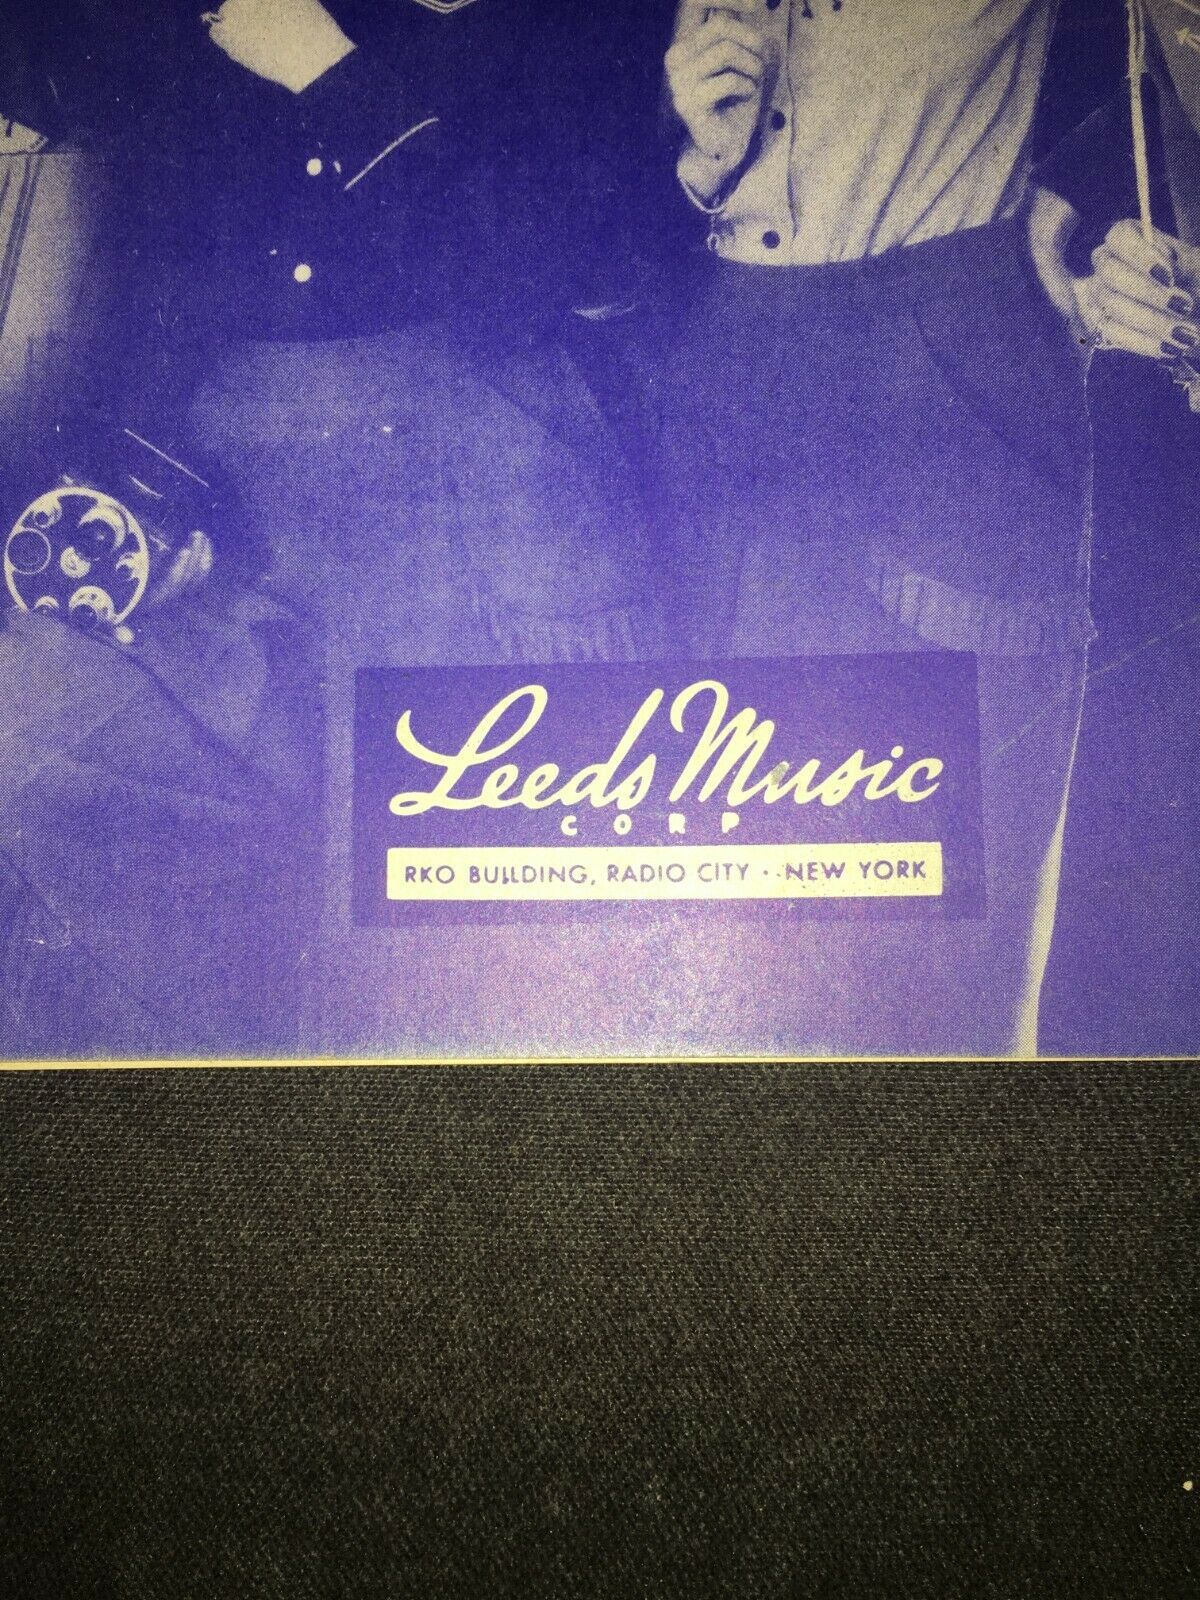 Leeds Music
CORP
RKO BUILDING, RADIO CITY · NEW YORK